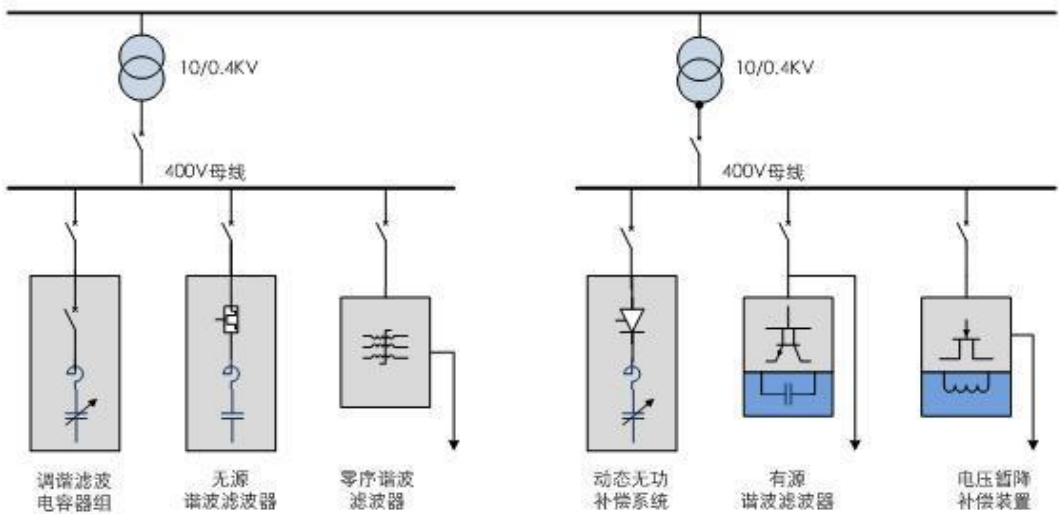 10/0.4KV
10/0.4KV
400V母线
400V母线
调谐滤波
电容器组
无源
谐波滤波器
零序谐波
滤波器
动态无功
补偿系统
有源
谐波滤波器
电压暂降
补偿装置